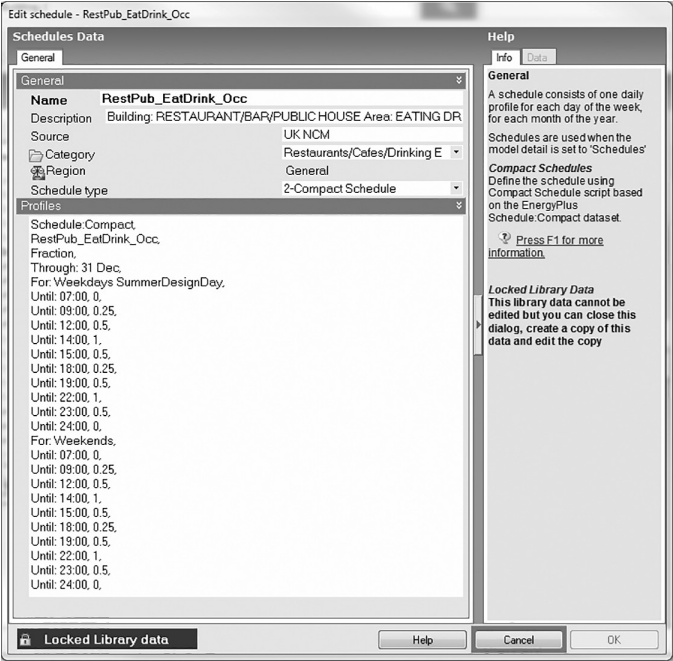 Edit schedule - RestPub_EatDrink_Occ
Schedules Data
General
General
Name RestPub_EatDrink_Occ
Description Building: RESTAURANT/BAR/PUBLIC HOUSE Area: EATING DR
Source UK NCM
Category Restaurants/Cafes/Drinking E
Region General
Schedule type 2-Compact Schedule
Profiles
Schedule:Compact,
RestPub_EatDrink_Occ,
Fraction,
Through: 31 Dec,
For: Weekdays SummerDesignDay,
Until: 07:00, 0,
Until: 09:00, 0.25,
Until: 12:00, 0.5,
Until: 14:00, 1,
Until: 15:00, 0.5,
Until: 18:00, 0.25,
Until: 19:00, 0.5,
Until: 22:00, 1,
Until: 23:00, 0.5,
Until: 24:00, 0,
For: Weekends,
Until: 07:00, 0,
Until: 09:00, 0.25,
Until: 12:00, 0.5,
Until: 14:00, 1,
Until: 15:00, 0.5,
Until: 18:00, 0.25,
Until: 19:00, 0.5,
Until: 22:00, 1,
Until: 23:00, 0.5,
Until: 24:00, 0,
Help
Info Data
General
A schedule consists of one daily
profile for each day of the week,
for each month of the year.
Schedules are used when the
model detail is set to 'Schedules'
Compact Schedules
Define the schedule using
Compact Schedule script based
on the EnergyPlus
Schedule:Compact dataset.
Press F1 for more
information.
Locked Library Data
This library data cannot be
edited but you can close this
dialog, create a copy of this
data and edit the copy
Locked Library data
Help Cancel OK